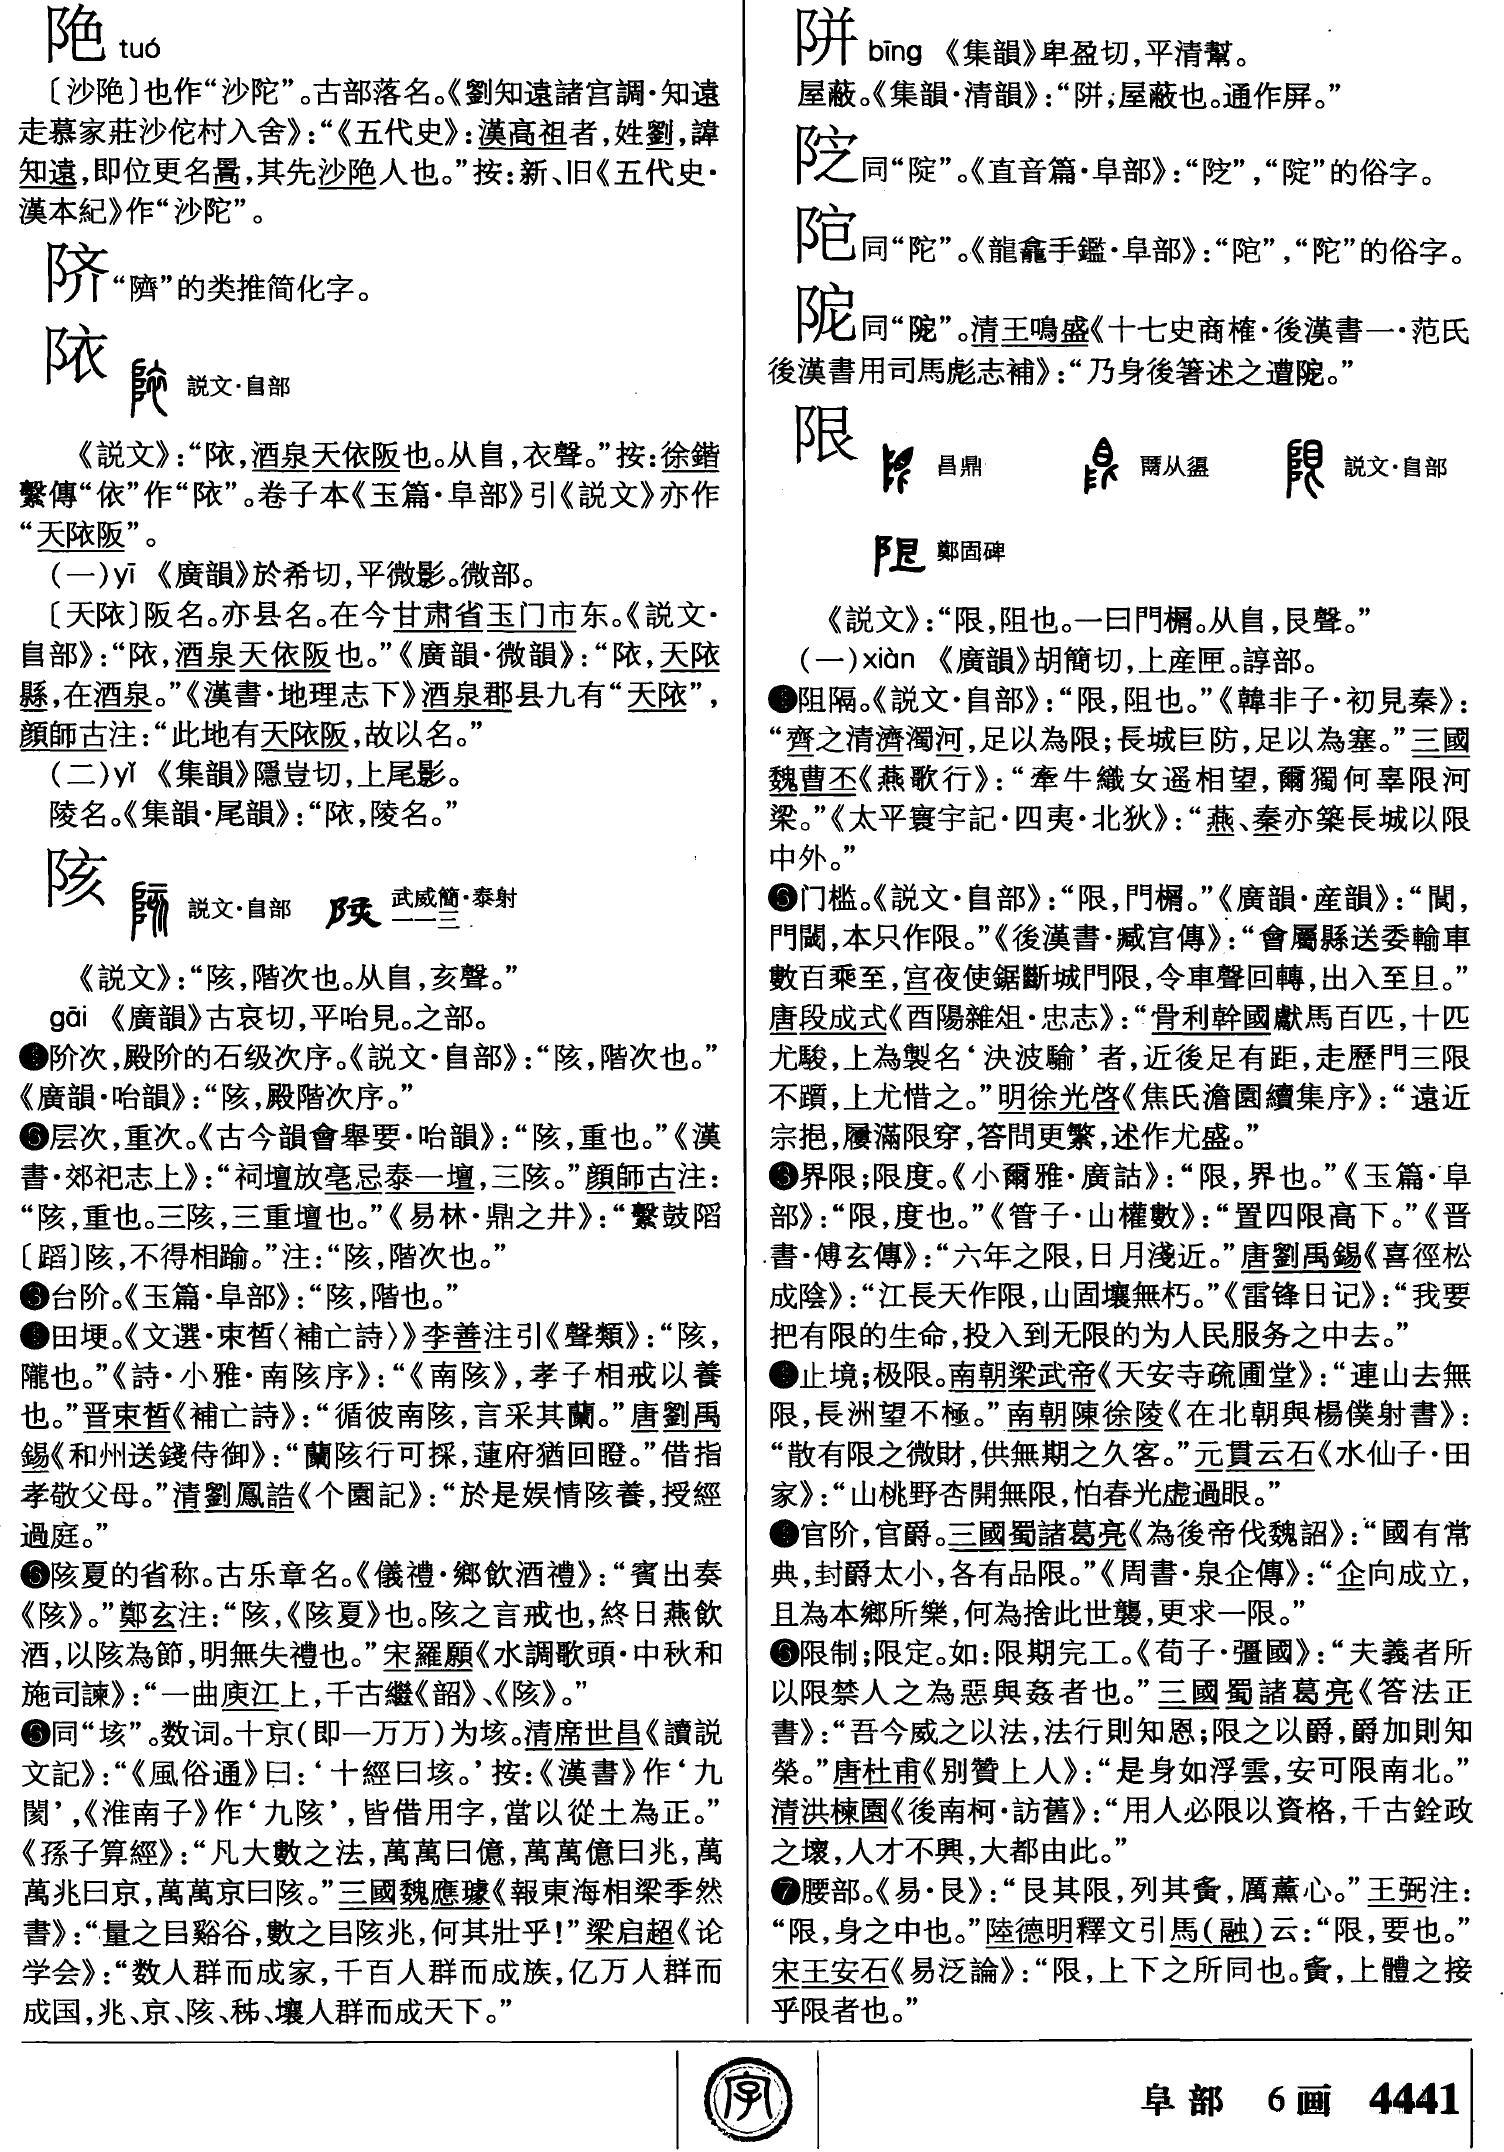 陁 tuó
〔沙陁〕也作“沙陀”。古部落名。《劉知遠諸宫調·知遠
走慕家莊沙佗村入舍》:“《五代史》:漢高祖者,姓劉,諱
知遠,即位更名暠,其先沙陁人也。”按:新、旧《五代史·
漢本紀》作“沙陀”。
𬯀 “隮”的类推简化字。
陎
説文·𨸏部
《説文》:“㕈,酒泉天依阪也。从𨸏,衣聲。”按:徐鍇
繫傳“依”作“㕈”。卷子本《玉篇·阜部》引《説文》亦作
“天㕈阪”。
(一)yī 《廣韻》於希切,平微影。微部。
〔天㕈〕阪名。亦县名。在今甘肃省玉门市东。《説文·
𨸏部》:“㕈,酒泉天依阪也。”《廣韻·微韻》:“㕈,天㕈
縣,在酒泉。”《漢書·地理志下》酒泉郡县九有“天㕈”,
顔師古注:“此地有天㕈阪,故以名。”
(二)yǐ 《集韻》隱豈切,上尾影。
陵名。《集韻·尾韻》:“㕈,陵名。”
陔
説文·𨸏部 武威簡·泰射
一一三
《説文》:“陔,階次也。从𨸏,亥聲。”
gāi 《廣韻》古哀切,平咍見。之部。
❶阶次,殿阶的石级次序。《説文·𨸏部》:“陔,階次也。”
《廣韻·咍韻》:“陔,殿階次序。”
❷层次,重次。《古今韻會舉要·咍韻》:“陔,重也。”《漢
書·郊祀志上》:“祠壇放亳忌泰一壇,三陔。”顔師古注:
“陔,重也。三陔,三重壇也。”《易林·鼎之井》:“繫鼓蹈
〔蹈〕陔,不得相踰。”注:“陔,階次也。”
❸台阶。《玉篇·阜部》:“陔,階也。”
❹田埂。《文選·束晳〈補亡詩〉》李善注引《聲類》:“陔,
隴也。”《詩·小雅·南陔序》:“《南陔》,孝子相戒以養
也。”晋束晳《補亡詩》:“循彼南陔,言采其蘭。”唐劉禹
錫《和州送錢侍御》:“蘭陔行可採,蓮府猶回瞪。”借指
孝敬父母。”清劉鳳誥《个園記》:“於是娱情陔養,授經
過庭。”
❺陔夏的省称。古乐章名。《儀禮·鄉飲酒禮》:“賓出奏
《陔》。”鄭玄注:“陔,《陔夏》也。陔之言戒也,終日燕飲
酒,以陔為節,明無失禮也。”宋羅願《水調歌頭·中秋和
施司諫》:“一曲庾江上,千古繼《韶》、《陔》。”
❻同“垓”。数词。十京(即一万万)为垓。清席世昌《讀説
文記》:“《風俗通》曰:‘十經曰垓。’按:《漢書》作‘九
閡’,《淮南子》作‘九陔’,皆借用字,當以從土為正。”
《孫子算經》:“凡大數之法,萬萬曰億,萬萬億曰兆,萬
萬兆曰京,萬萬京曰陔。”三國魏應璩《報東海相梁季然
書》:“量之㠯谿谷,數之㠯陔兆,何其壯乎!”梁启超《论
学会》:“数人群而成家,千百人群而成族,亿万人群而
成国,兆、京、陔、秭、壤人群而成天下。”
阱 bīng 《集韻》卑盈切,平清幫。
屋蔽。《集韻·清韻》:“𨹗,屋蔽也。通作屏。”
同“𨹖”。《直音篇·阜部》:“”,“”的俗字。
同“陀”。《龍龕手鑑·阜部》:“”,“陀”的俗字。
同“阸”。清王鳴盛《十七史商榷·後漢書一·范氏
後漢書用司馬彪志補》:“乃身後箸述之遭。”
限
昌鼎 䰜从盨 説文·𨸏部
鄭固碑
《説文》:“限,阻也。一曰門榍。从𨸏,艮聲。”
(一)xiàn 《廣韻》胡簡切,上産匣。諄部。
❶阻隔。《説文·𨸏部》:“限,阻也。”《韓非子·初見秦》:
“齊之清濟濁河,足以為限;長城巨防,足以為塞。”三國
魏曹丕《燕歌行》:“牽牛織女遥相望,爾獨何辜限河
梁。”《太平寰宇記·四夷·北狄》:“燕、秦亦築長城以限
中外。”
❷门槛。《説文·𨸏部》:“限,門榍。”《廣韻·産韻》:“䦘,
門閾,本只作限。”《後漢書·臧宫傳》:“會屬縣送委輸車
數百乘至,宫夜使鋸斷城門限,令車聲回轉,出入至旦。”
唐段成式《酉陽雜俎·忠志》:“骨利幹國獻馬百匹,十匹
尤駿,上為製名‘決波騟’者,近後足有距,走歷門三限
不躓,上尤惜之。”明徐光啓《焦氏澹園續集序》:“遠近
宗挹,屨滿限穿,答問更繁,述作尤盛。”
❸界限;限度。《小爾雅·廣詁》:“限,界也。”《玉篇·阜
部》:“限,度也。”《管子·山權數》:“置四限高下。”《晋
書·傅玄傳》:“六年之限,日月淺近。”唐劉禹錫《喜徑松
成陰》:“江長天作限,山固壤無朽。”《雷锋日记》:“我要
把有限的生命,投入到无限的为人民服务之中去。”
❹止境;极限。南朝梁武帝《天安寺疏圃堂》:“連山去無
限,長洲望不極。”南朝陳徐陵《在北朝與楊僕射書》:
“散有限之微財,供無期之久客。”元貫云石《水仙子·田
家》:“山桃野杏開無限,怕春光虚過眼。”
❺官阶,官爵。三國蜀諸葛亮《為後帝伐魏詔》:“國有常
典,封爵太小,各有品限。”《周書·泉企傳》:“企向成立,
且為本鄉所樂,何為捨此世襲,更求一限。”
❻限制;限定。如:限期完工。《荀子·彊國》:“夫義者所
以限禁人之為惡與姦者也。”三國蜀諸葛亮《答法正
書》:“吾今威之以法,法行則知恩;限之以爵,爵加則知
榮。”唐杜甫《别贊上人》:“是身如浮雲,安可限南北。”
清洪楝園《後南柯·訪舊》:“用人必限以資格,千古銓政
之壞,人才不興,大都由此。”
❼腰部。《易·艮》:“艮其限,列其夤,厲薰心。”王弼注:
“限,身之中也。”陸德明釋文引馬(融)云:“限,要也。”
宋王安石《易泛論》:“限,上下之所同也。夤,上體之接
乎限者也。”
字
阜部 6画 4441